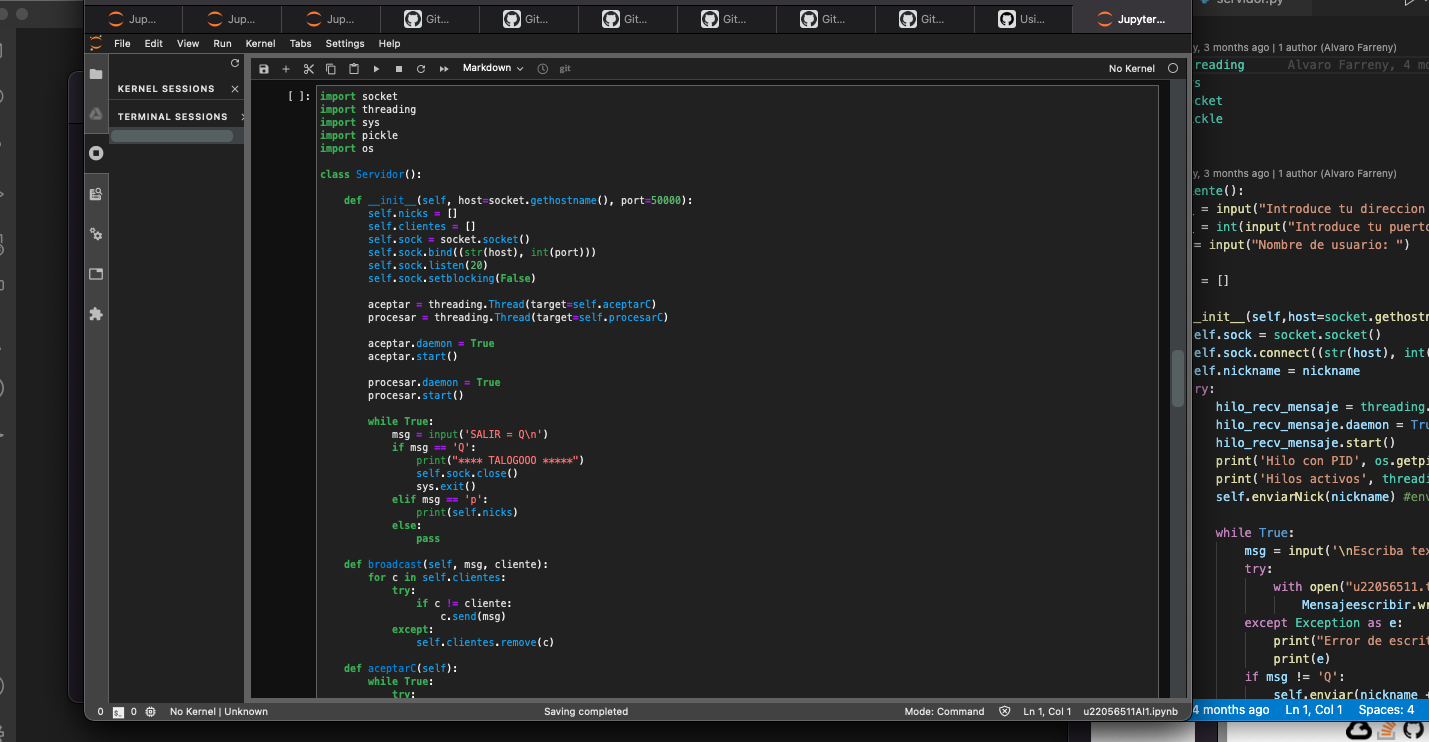 Jup...
Jup...
Jup...
Git...
Git...
Git...
Git...
Git...
Git...
Usi...
Jupyter...
servidor.py
File Edit View Run Kernel Tabs Settings Help
KERNEL SESSIONS
TERMINAL SESSIONS
Markdown
git
No Kernel
[ ]:
import socket
import threading
import sys
import pickle
import os
class Servidor():
def __init__(self, host=socket.gethostname(), port=50000):
self.nicks = []
self.clientes = []
self.sock = socket.socket()
self.sock.bind((str(host), int(port)))
self.sock.listen(20)
self.sock.setblocking(False)
aceptar = threading.Thread(target=self.aceptarC)
procesar = threading.Thread(target=self.procesarC)
aceptar.daemon = True
aceptar.start()
procesar.daemon = True
procesar.start()
while True:
msg = input('SALIR = Q\n')
if msg == 'Q':
print("**** TALOGOOO *****")
self.sock.close()
sys.exit()
elif msg == 'p':
print(self.nicks)
else:
pass
def broadcast(self, msg, cliente):
for c in self.clientes:
try:
if c != cliente:
c.send(msg)
except:
self.clientes.remove(c)
def aceptarC(self):
while True:
try:
0 0 No Kernel | Unknown
Saving completed
Mode: Command
Ln 1, Col 1
u22056511AI1.ipynb
y, 3 months ago | 1 author (Alvaro Farreny)
reading Alvaro Farreny, 4 mo
s
cket
ckle
y, 3 months ago | 1 author (Alvaro Farreny)
ente():
= input("Introduce tu direccion
= int(input("Introduce tu puerto
= input("Nombre de usuario: ")
= []
_init__(self,host=socket.gethostn
elf.sock = socket.socket()
elf.sock.connect((str(host), int(
elf.nickname = nickname
ry:
hilo_recv_mensaje = threading.
hilo_recv_mensaje.daemon = Tru
hilo_recv_mensaje.start()
print('Hilo con PID', os.getpi
print('Hilos activos', threadi
self.enviarNick(nickname) #env
while True:
msg = input('\nEscriba tex
try:
with open("u22056511.t
Mensajeescribir.wr
except Exception as e:
print("Error de escrit
print(e)
if msg != 'Q':
self.enviar(nickname +
4 months ago Ln 1, Col 1 Spaces: 4